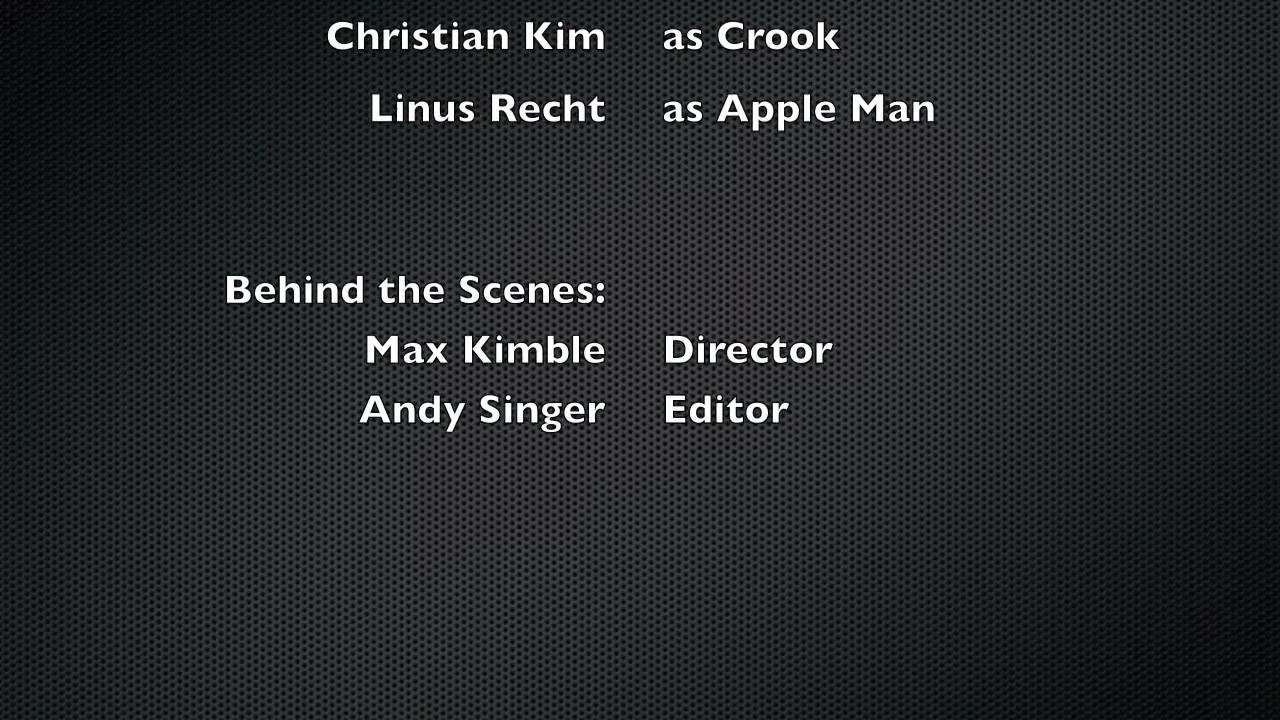 Christian Kim as Crook
Linus Recht as Apple Man
Behind the Scenes:
Max Kimble Director
Andy Singer Editor